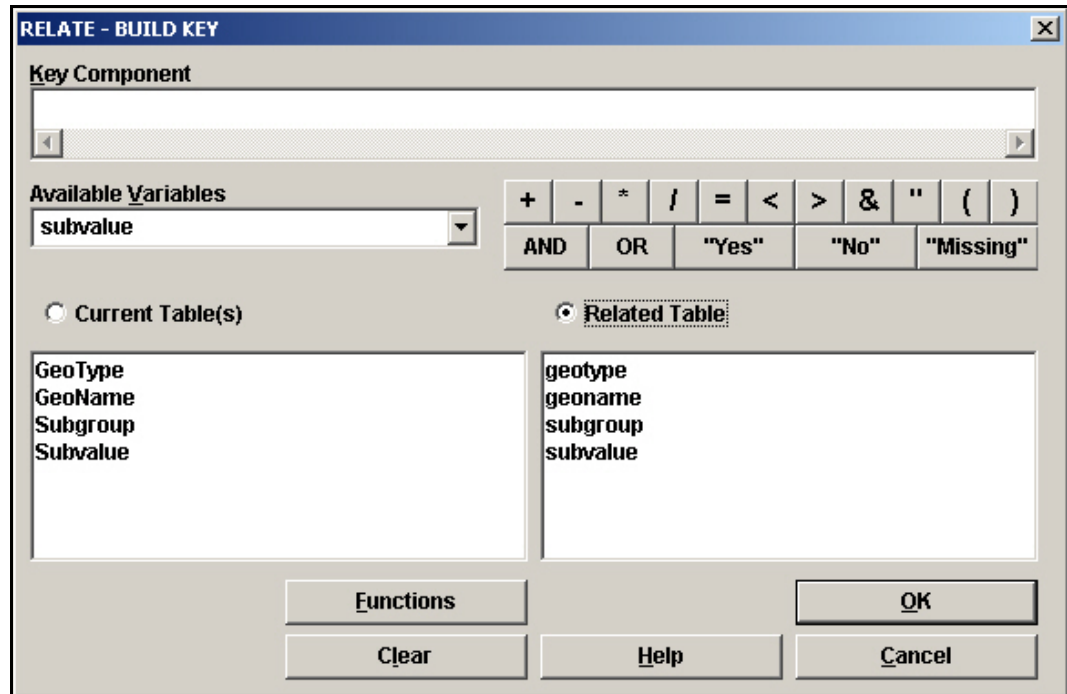 RELATE - BUILD KEY
Key Component
Available Variables
subvalue
+ - * / = < > & " ( )
AND OR "Yes" "No" "Missing"
Current Table(s)
Related Table
GeoType
GeoName
Subgroup
Subvalue
geotype
geoname
subgroup
subvalue
Functions
OK
Clear
Help
Cancel